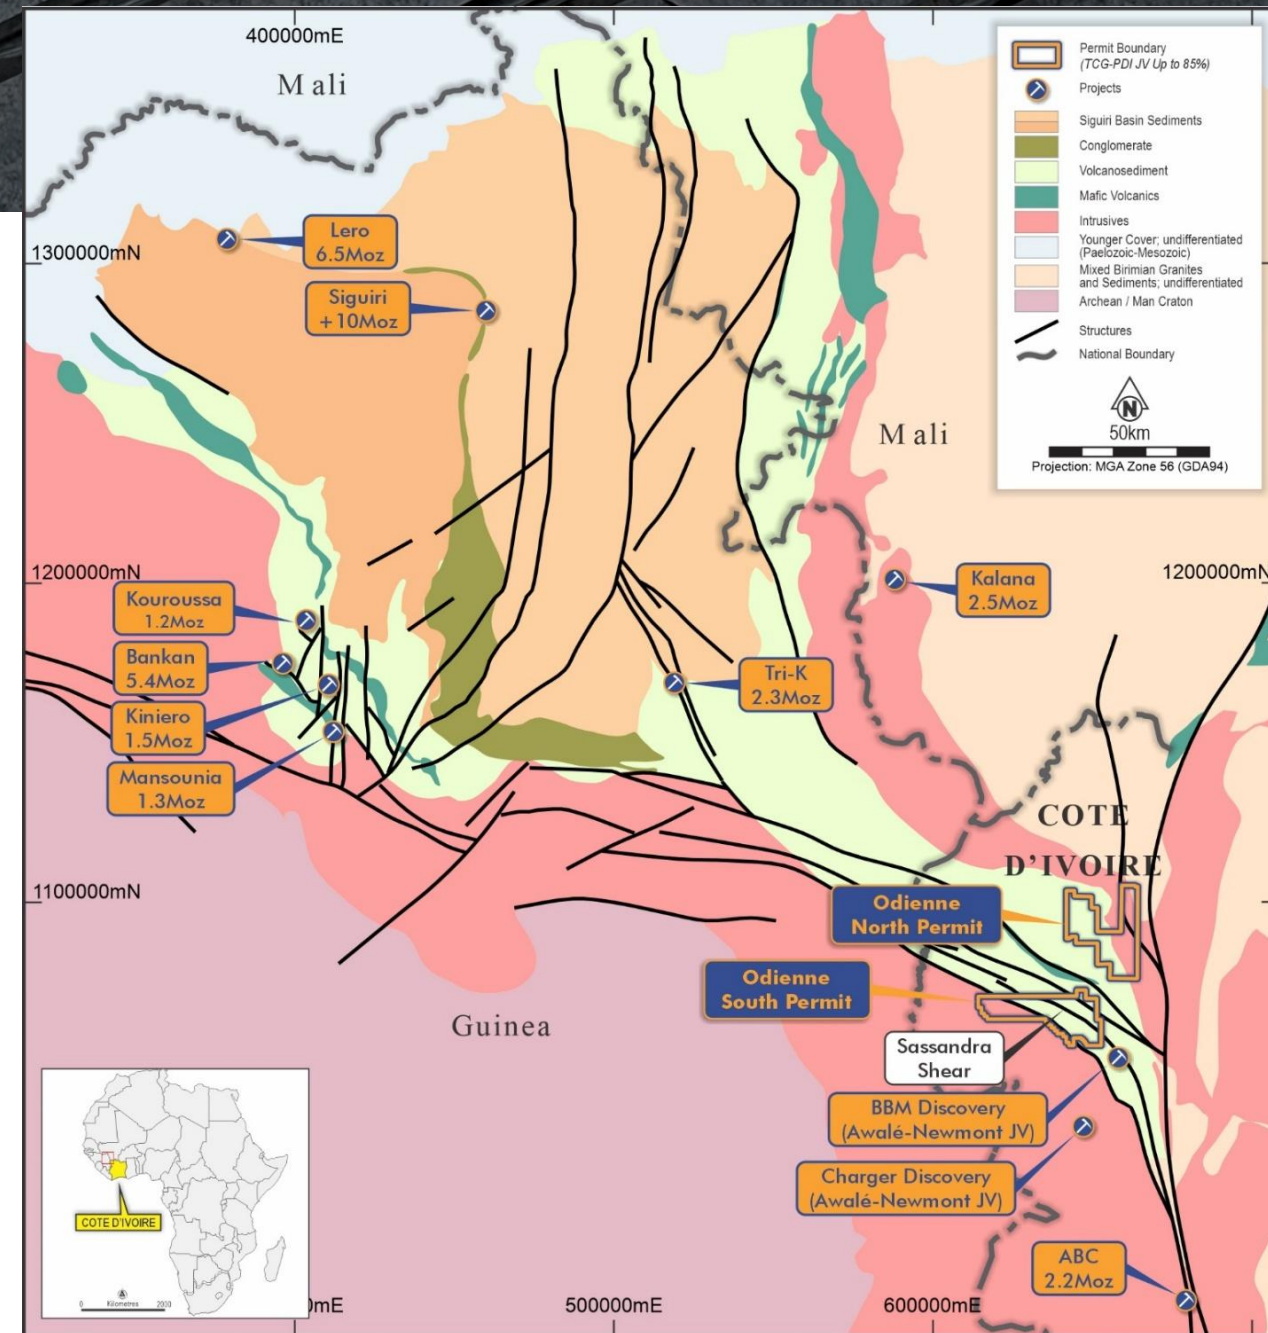 400000mE
Mali
Permit Boundary
(TCG-PDI JV Up to 85%)
Projects
Siguiri Basin Sediments
Conglomerate
Volcanosediment
Mafic Volcanics
Intrusives
Younger Cover; undifferentiated
(Paelozoic-Mesozoic)
Mixed Birimian Granites
and Sediments; undifferentiated
Archean / Man Craton
Structures
National Boundary
N
50km
Projection: MGA Zone 56 (GDA94)
Lero
6.5Moz
1300000mN
Siguiri
+10Moz
Mali
1200000mN
1200000mN
Kalana
2.5Moz
Kouroussa
1.2Moz
Bankan
5.4Moz
Kiniero
1.5Moz
Mansounia
1.3Moz
Tri-K
2.3Moz
COTE
D'IVOIRE
1100000mN
Odienne
North Permit
Odienne
South Permit
Guinea
Sassandra
Shear
BBM Discovery
(Awalé-Newmont JV)
Charger Discovery
(Awalé-Newmont JV)
ABC
2.2Moz
COTE D'IVOIRE
0 Kilometres 2000
mE
500000mE
600000mE